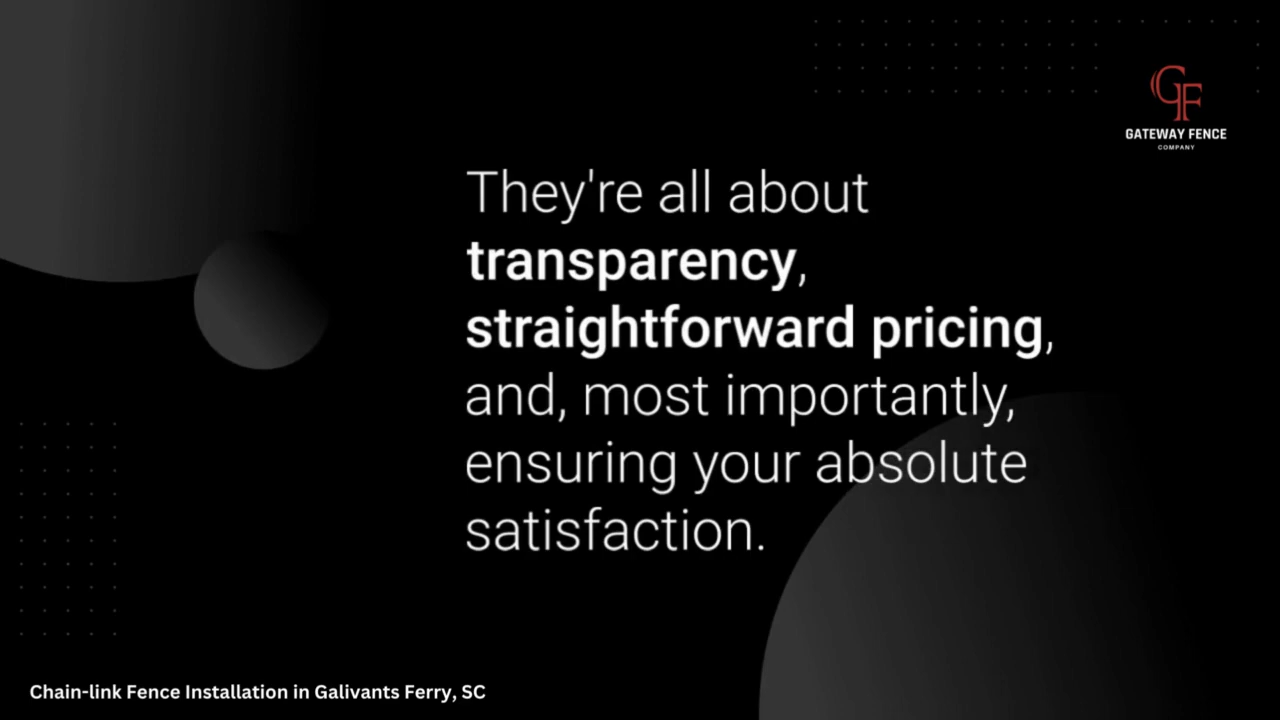 GF
GATEWAY FENCE
COMPANY
They're all about
transparency,
straightforward pricing,
and, most importantly,
ensuring your absolute
satisfaction.
Chain-link Fence Installation in Galivants Ferry, SC